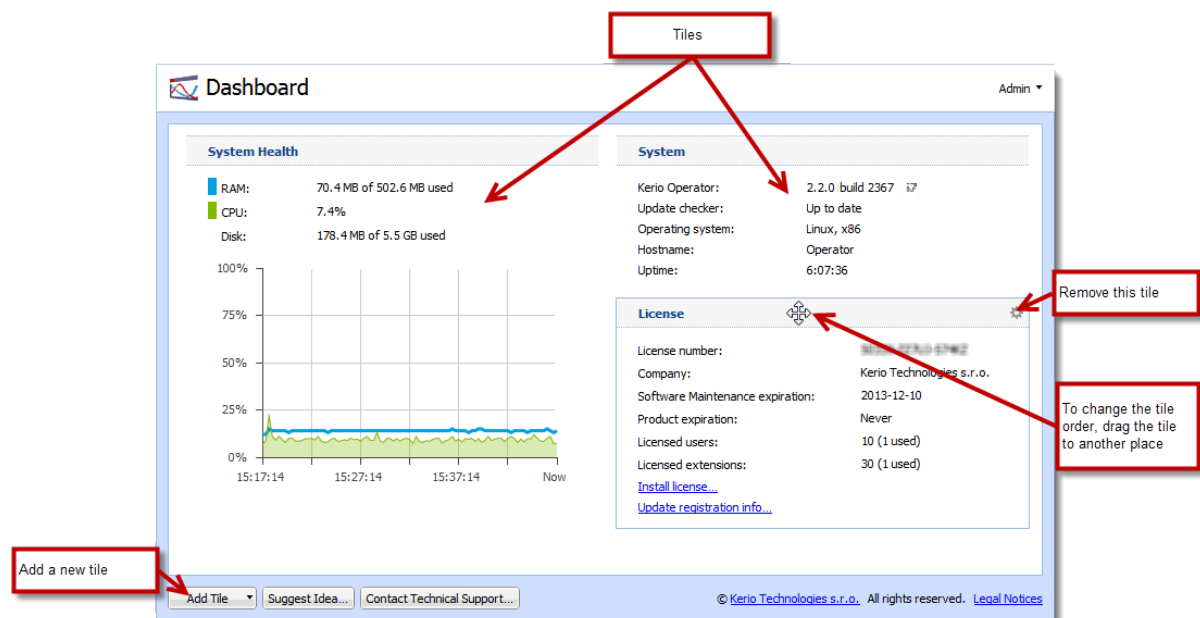 Tiles
Dashboard
Admin
System Health
RAM: 70.4 MB of 502.6 MB used
CPU: 7.4%
Disk: 178.4 MB of 5.5 GB used
100%
75%
50%
25%
0%
15:17:14 15:27:14 15:37:14 Now
System
Kerio Operator: 2.2.0 build 2367
Update checker: Up to date
Operating system: Linux, x86
Hostname: Operator
Uptime: 6:07:36
Remove this tile
License
License number:
Company: Kerio Technologies s.r.o.
Software Maintenance expiration: 2013-12-10
Product expiration: Never
Licensed users: 10 (1 used)
Licensed extensions: 30 (1 used)
Install license...
Update registration info...
To change the tile
order, drag the tile
to another place
Add a new tile
Add Tile Suggest Idea... Contact Technical Support...
© Kerio Technologies s.r.o. All rights reserved. Legal Notices